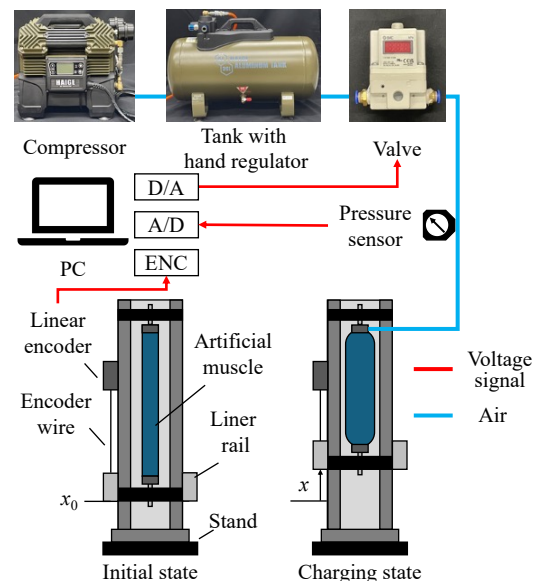 HAIGE
Compressor
Tank with
hand regulator
Valve
D/A
A/D
ENC
PC
Pressure
sensor
Linear
encoder
Encoder
wire
Artificial
muscle
Liner
rail
x0
Stand
Initial state
x
Charging state
Voltage
signal
Air